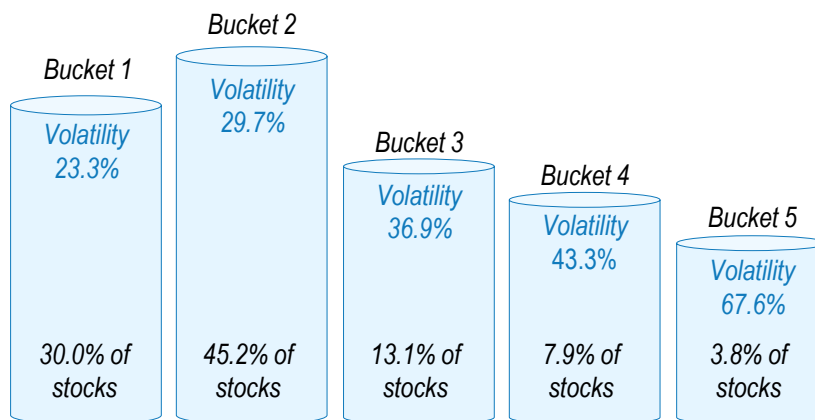 Bucket 1
Volatility
23.3%
30.0% of
stocks
Bucket 2
Volatility
29.7%
45.2% of
stocks
Bucket 3
Volatility
36.9%
13.1% of
stocks
Bucket 4
Volatility
43.3%
7.9% of
stocks
Bucket 5
Volatility
67.6%
3.8% of
stocks